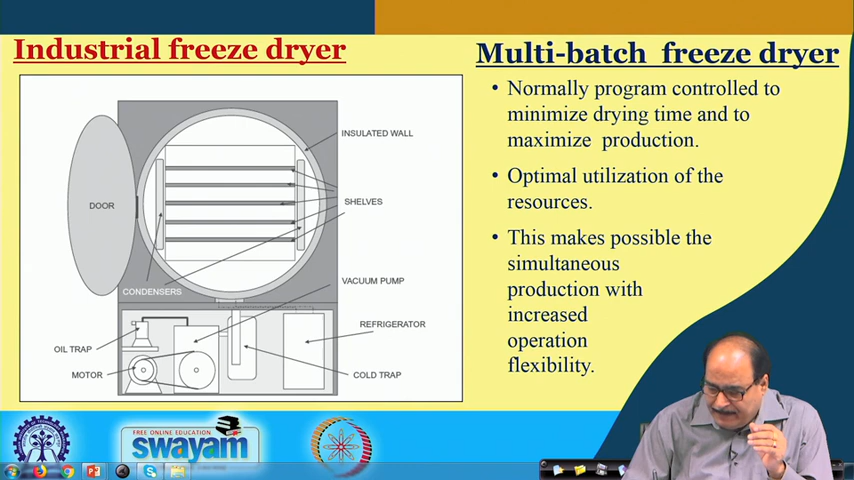 Industrial freeze dryer
INSULATED WALL
DOOR
SHELVES
CONDENSERS
VACUUM PUMP
REFRIGERATOR
OIL TRAP
MOTOR
COLD TRAP
Multi-batch freeze dryer
• Normally program controlled to
minimize drying time and to
maximize production.
• Optimal utilization of the
resources.
• This makes possible the
simultaneous
production with
increased
operation
flexibility.
FREE ONLINE EDUCATION
swayam